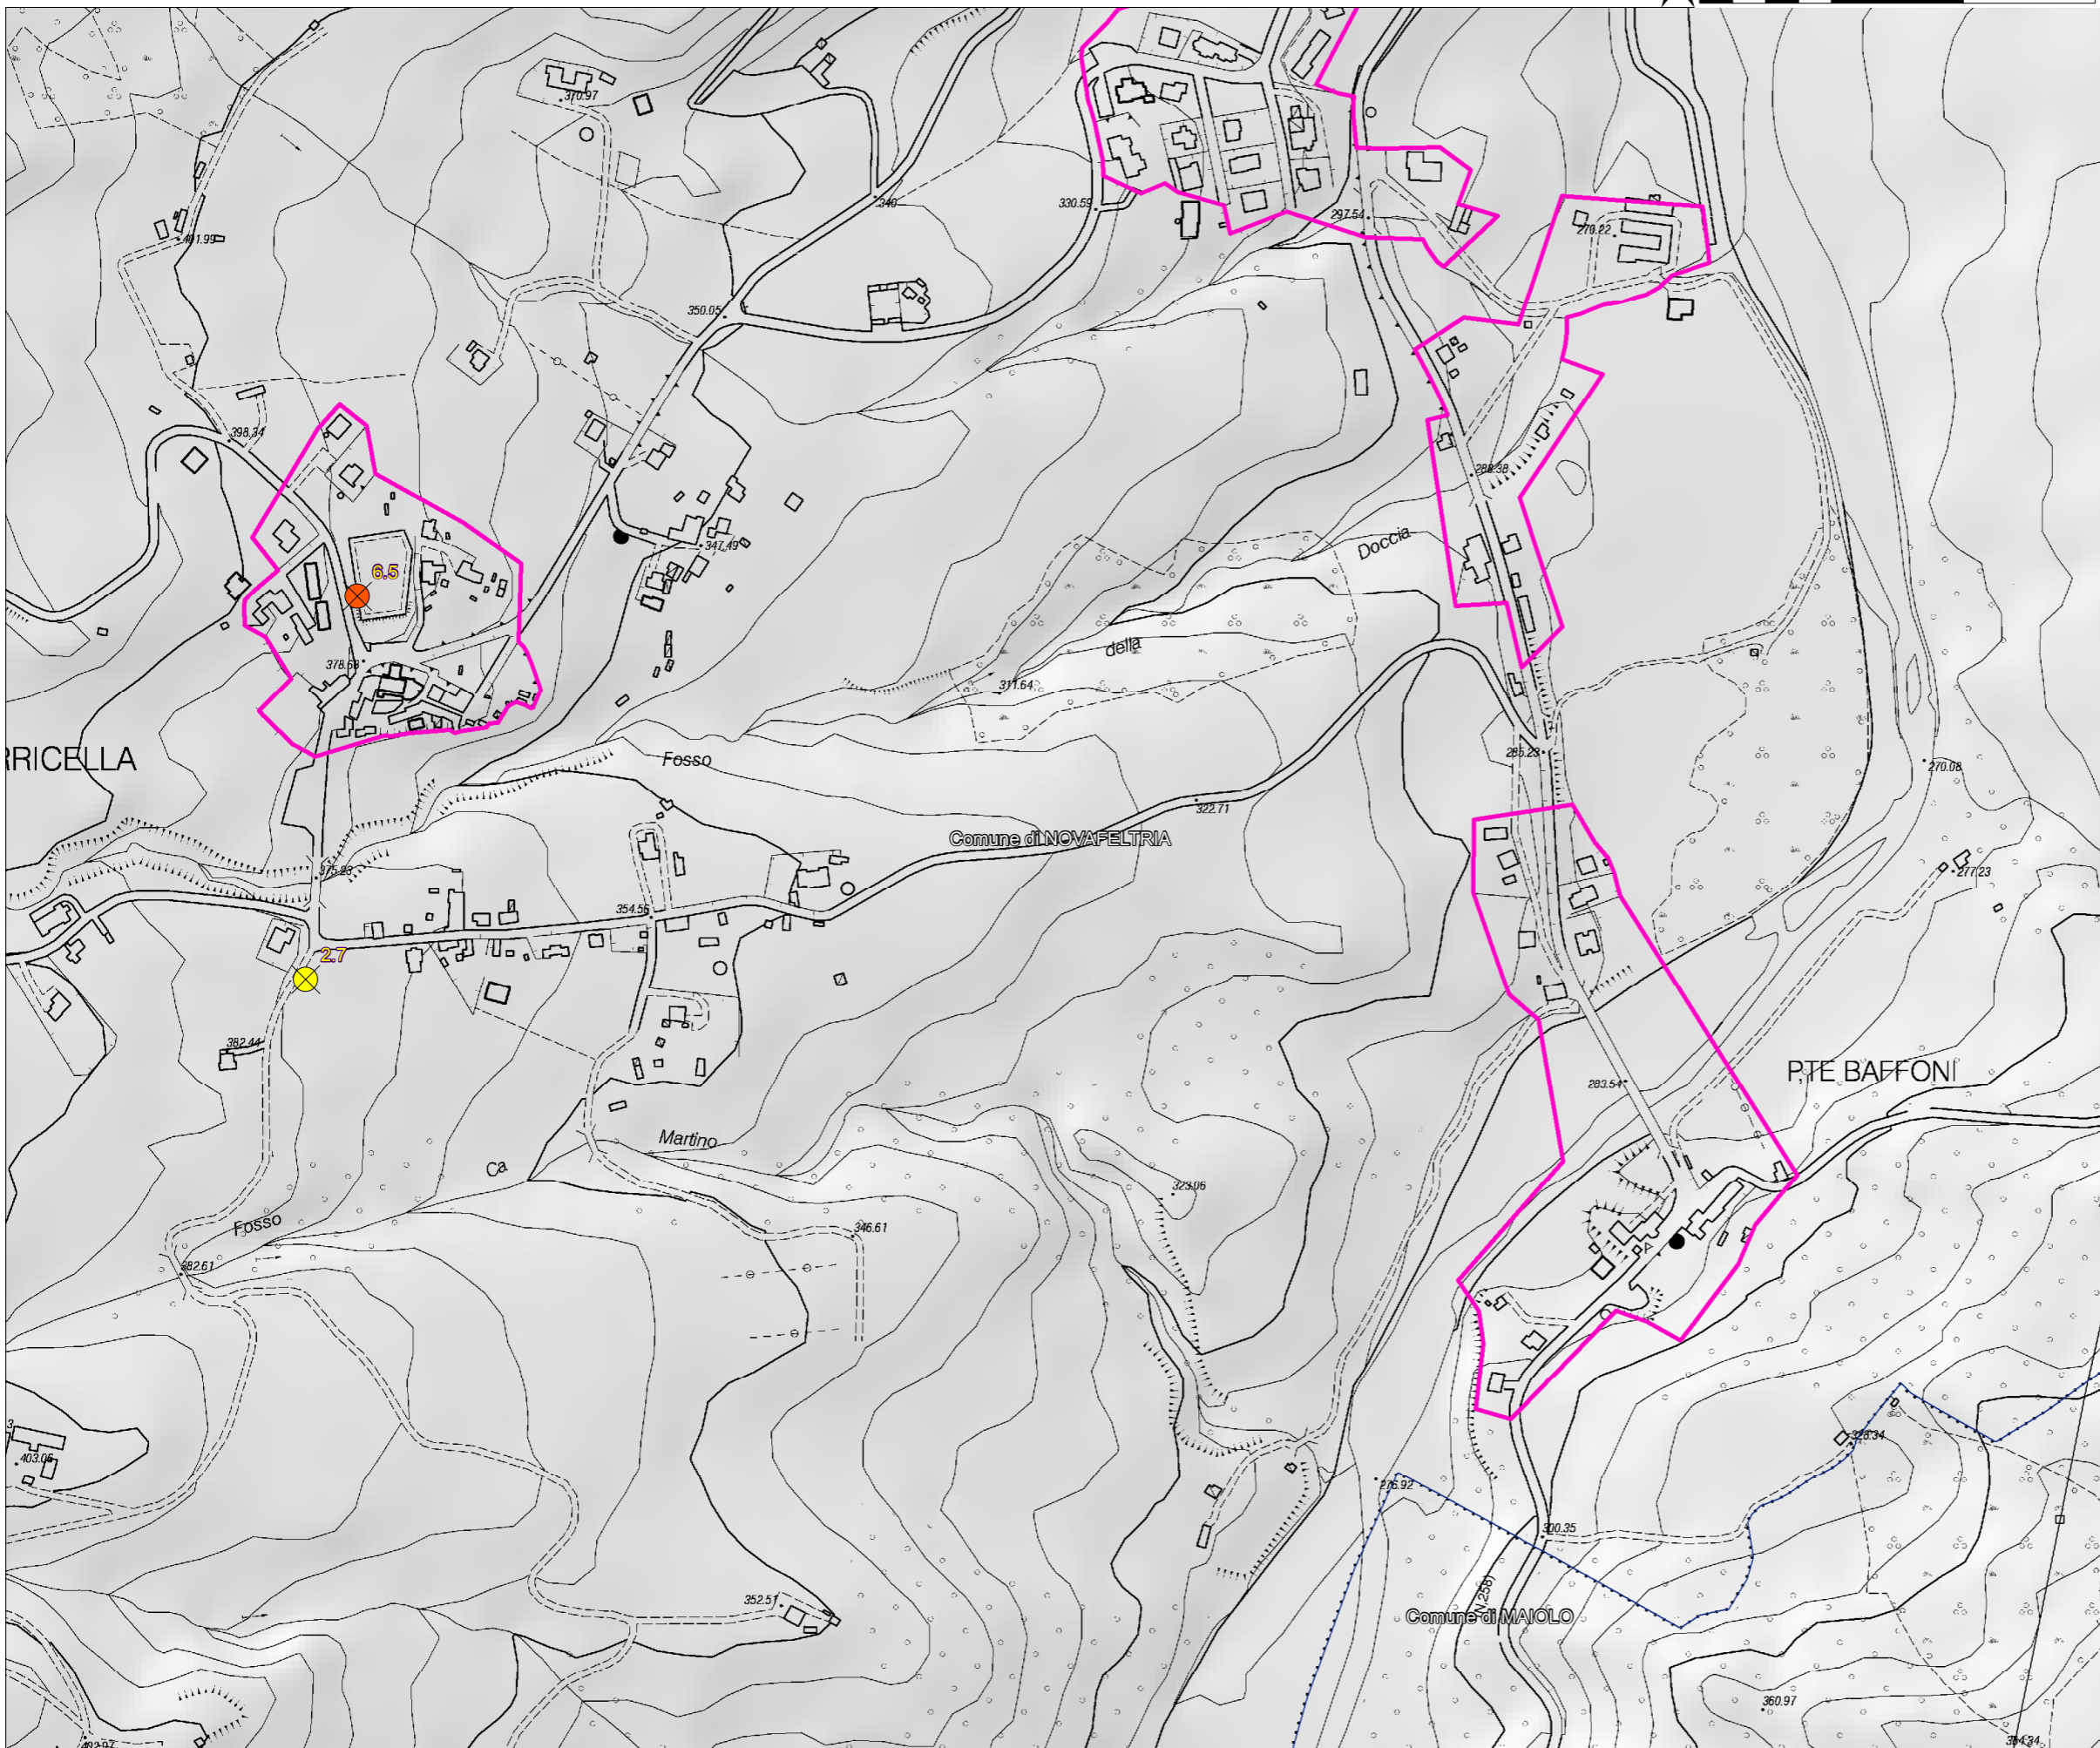 370.97
340
330.59
297.54
270.22
401.99
350.05
398.34
288.38
347.49
Doccia
6.5
della
378.68
311.64
285.23
RRICELLA
Fosso
270.08
322.71
Comune di NOVAFELTRIA
375.23
277.23
354.56
2.7
382.44
P.TE BAFFONI
283.54
Martino
Ca
323.06
Fosso
346.61
382.61
3
328.34
403.05
276.92
300.35
352.51
N.258)
Comune di MAIOLO
360.97